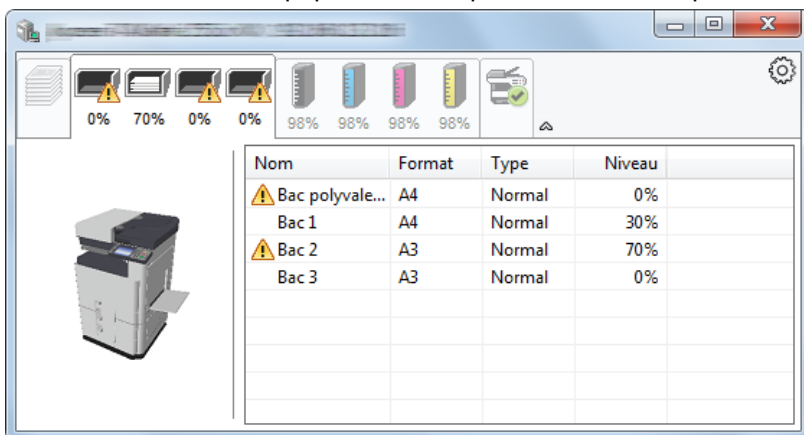 0% 70% 0% 0% 98% 98% 98% 98%
Nom Format Type Niveau
Bac polyvale... A4 Normal 0%
Bac 1 A4 Normal 30%
Bac 2 A3 Normal 70%
Bac 3 A3 Normal 0%